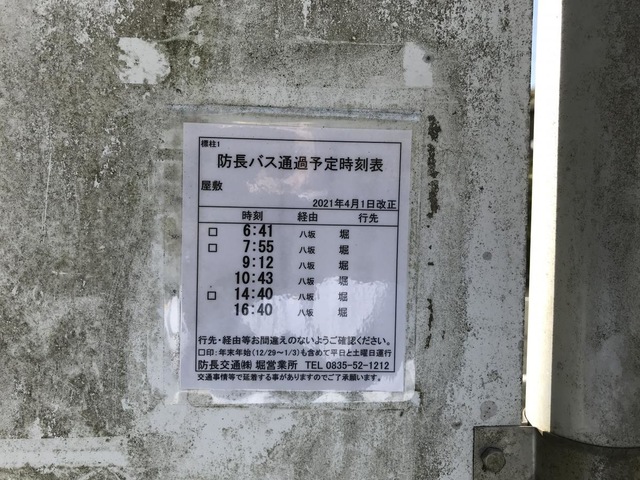 標柱1
防長バス通過予定時刻表
屋敷
2021年4月1日改正
時刻 経由 行先
□ 6:41 八坂 堀
□ 7:55 八坂 堀
9:12 八坂 堀
10:43 八坂 堀
□ 14:40 八坂 堀
16:40 八坂 堀
行先・経由等お間違えのないようご確認ください。
□印:年末年始(12/29～1/3)も含めて平日と土曜日運行
防長交通㈱ 堀営業所 TEL 0835-52-1212
交通事情等で延着する事がありますのでご了承願います。